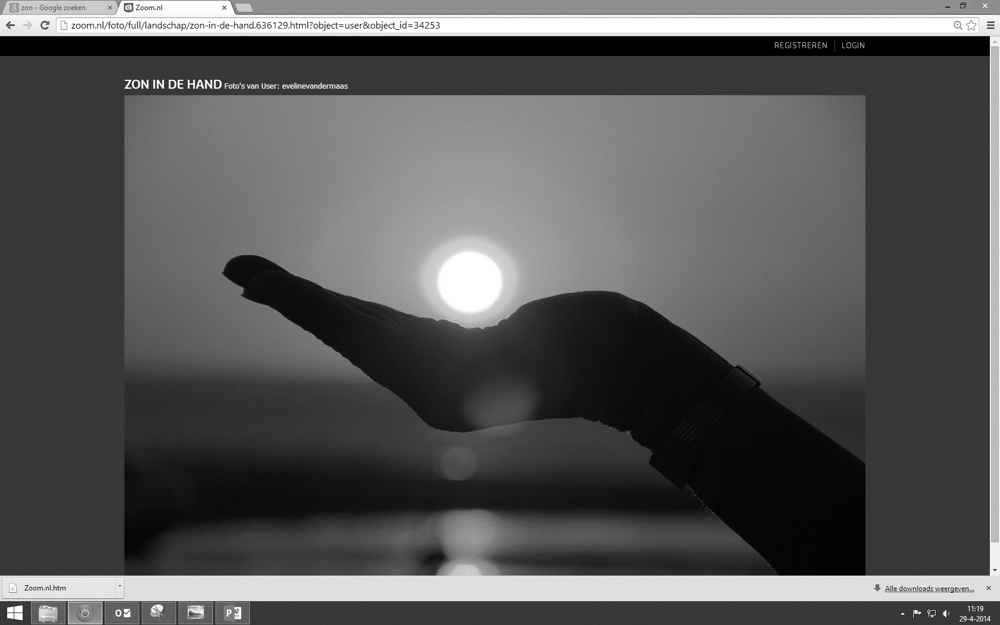 zon - Google zoeken
Zoom.nl
zoom.nl/foto/full/landschap/zon-in-de-hand.636129.html?object=user&object_id=34253
REGISTREREN LOGIN
ZON IN DE HAND Foto's van User: evelinevandermaas
Zoom.nl.htm
Alle downloads weergeven...
11:19
29-4-2014